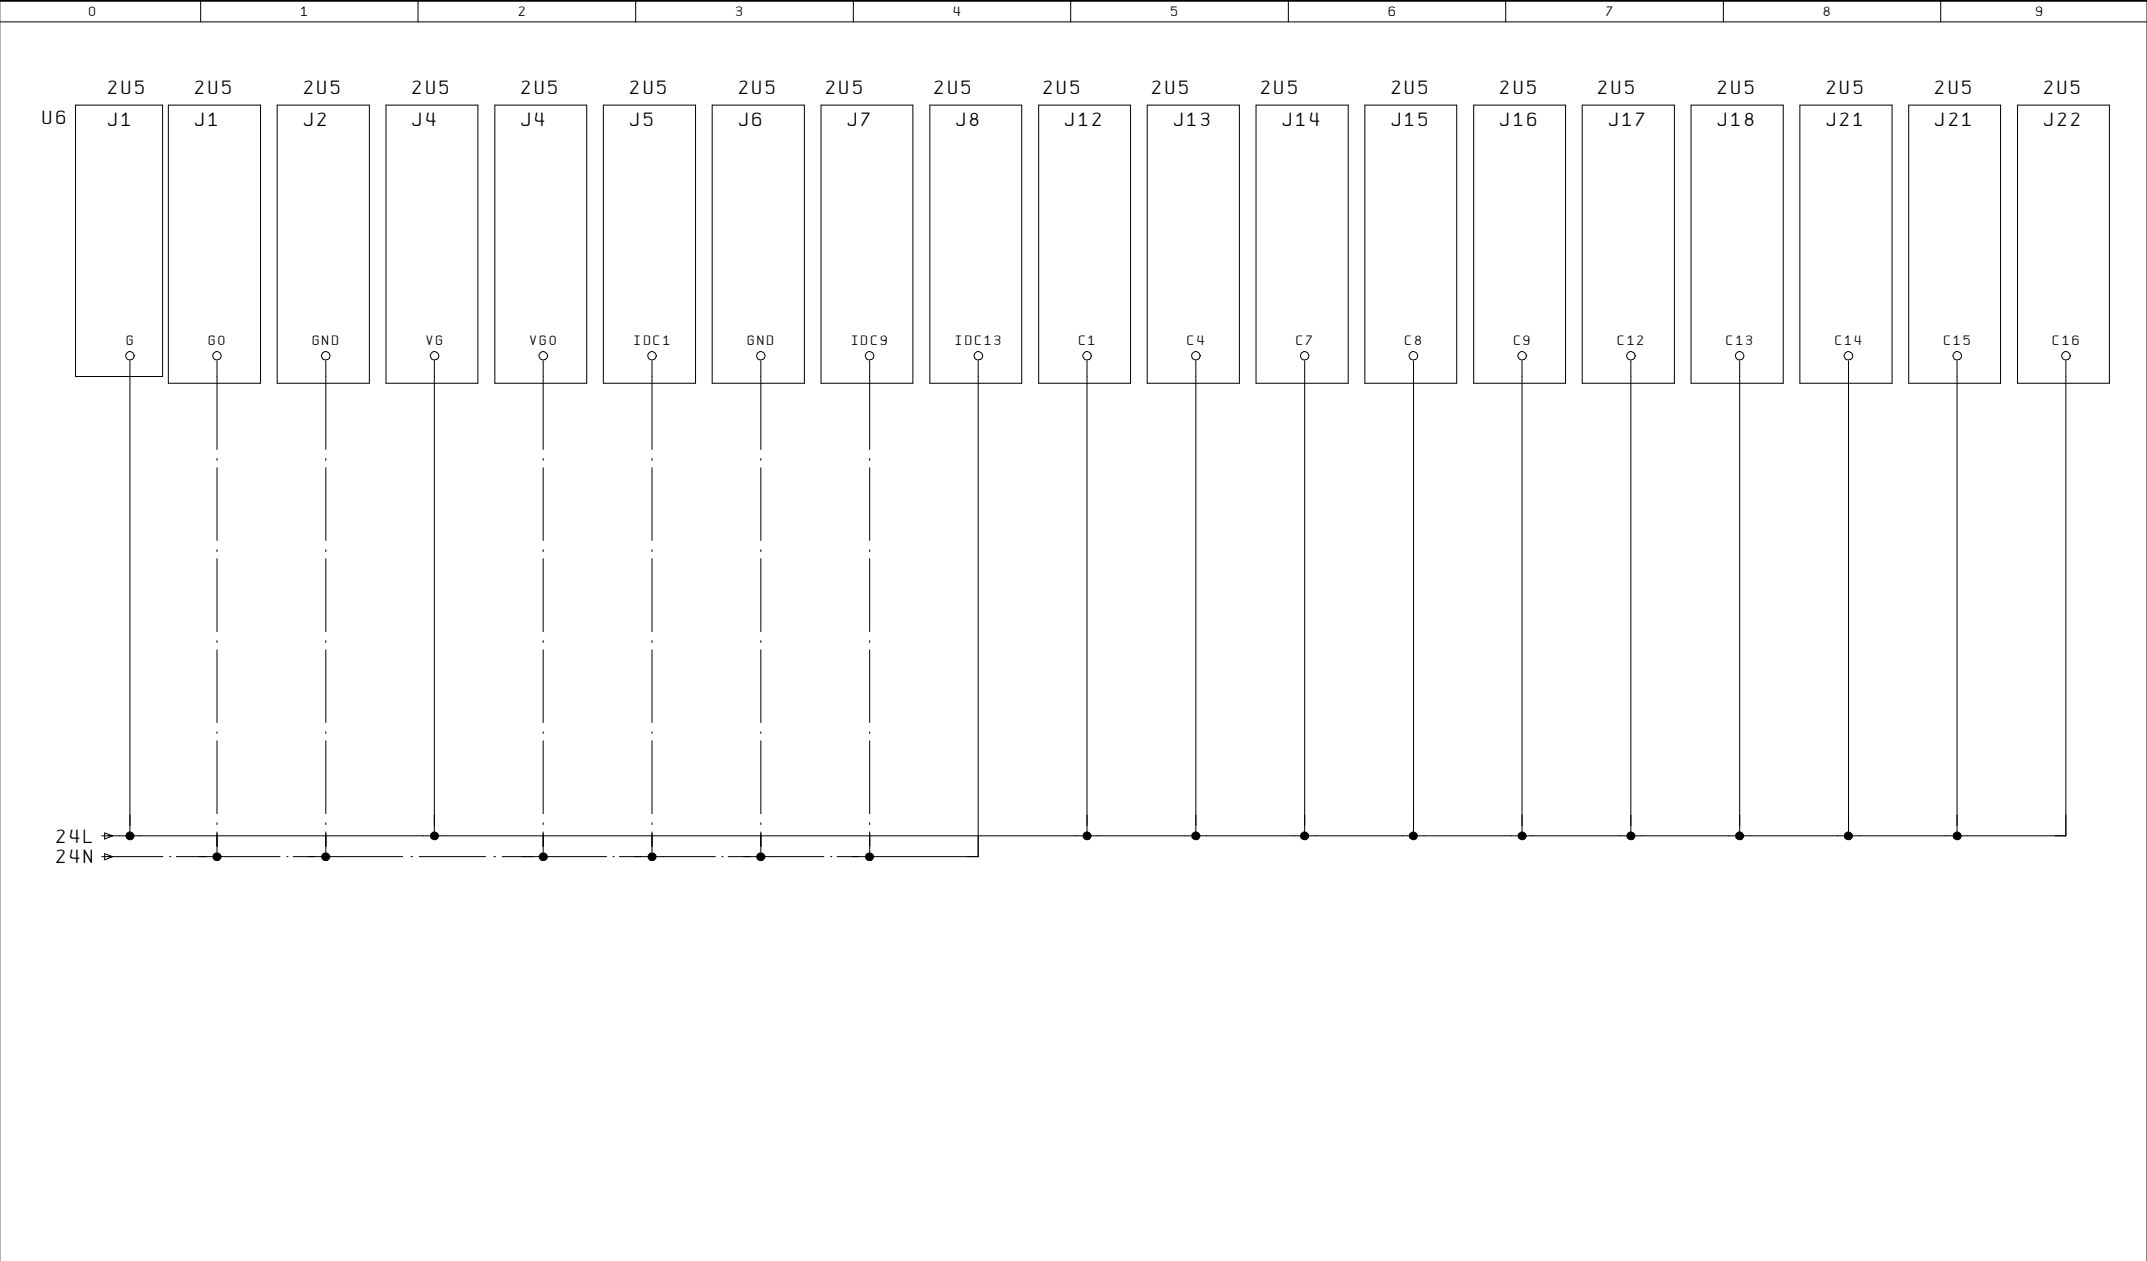 0 1 2 3 4 5 6 7 8 9
2U5 2U5 2U5 2U5 2U5 2U5 2U5 2U5 2U5 2U5 2U5 2U5 2U5 2U5 2U5 2U5 2U5 2U5 2U5
U6 J1 J1 J2 J4 J4 J5 J6 J7 J8 J12 J13 J14 J15 J16 J17 J18 J21 J21 J22
G G0 GND VG VG0 IDC1 GND IDC9 IDC13 C1 C4 C7 C8 C9 C12 C13 C14 C15 C16
24L
24N